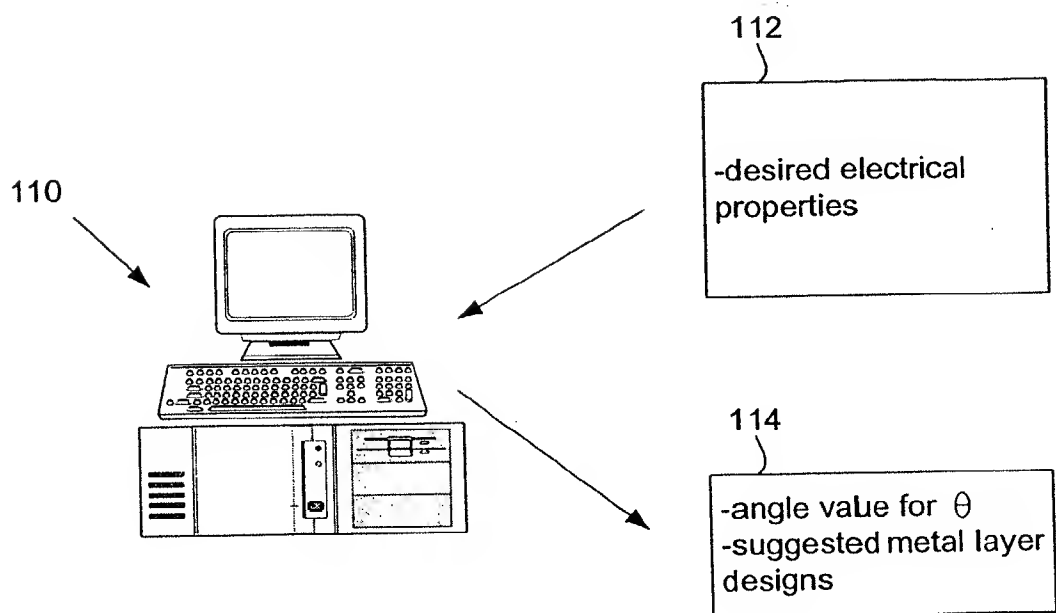 112
-desired electrical
properties
110
114
-angle value for θ
-suggested metal layer
designs